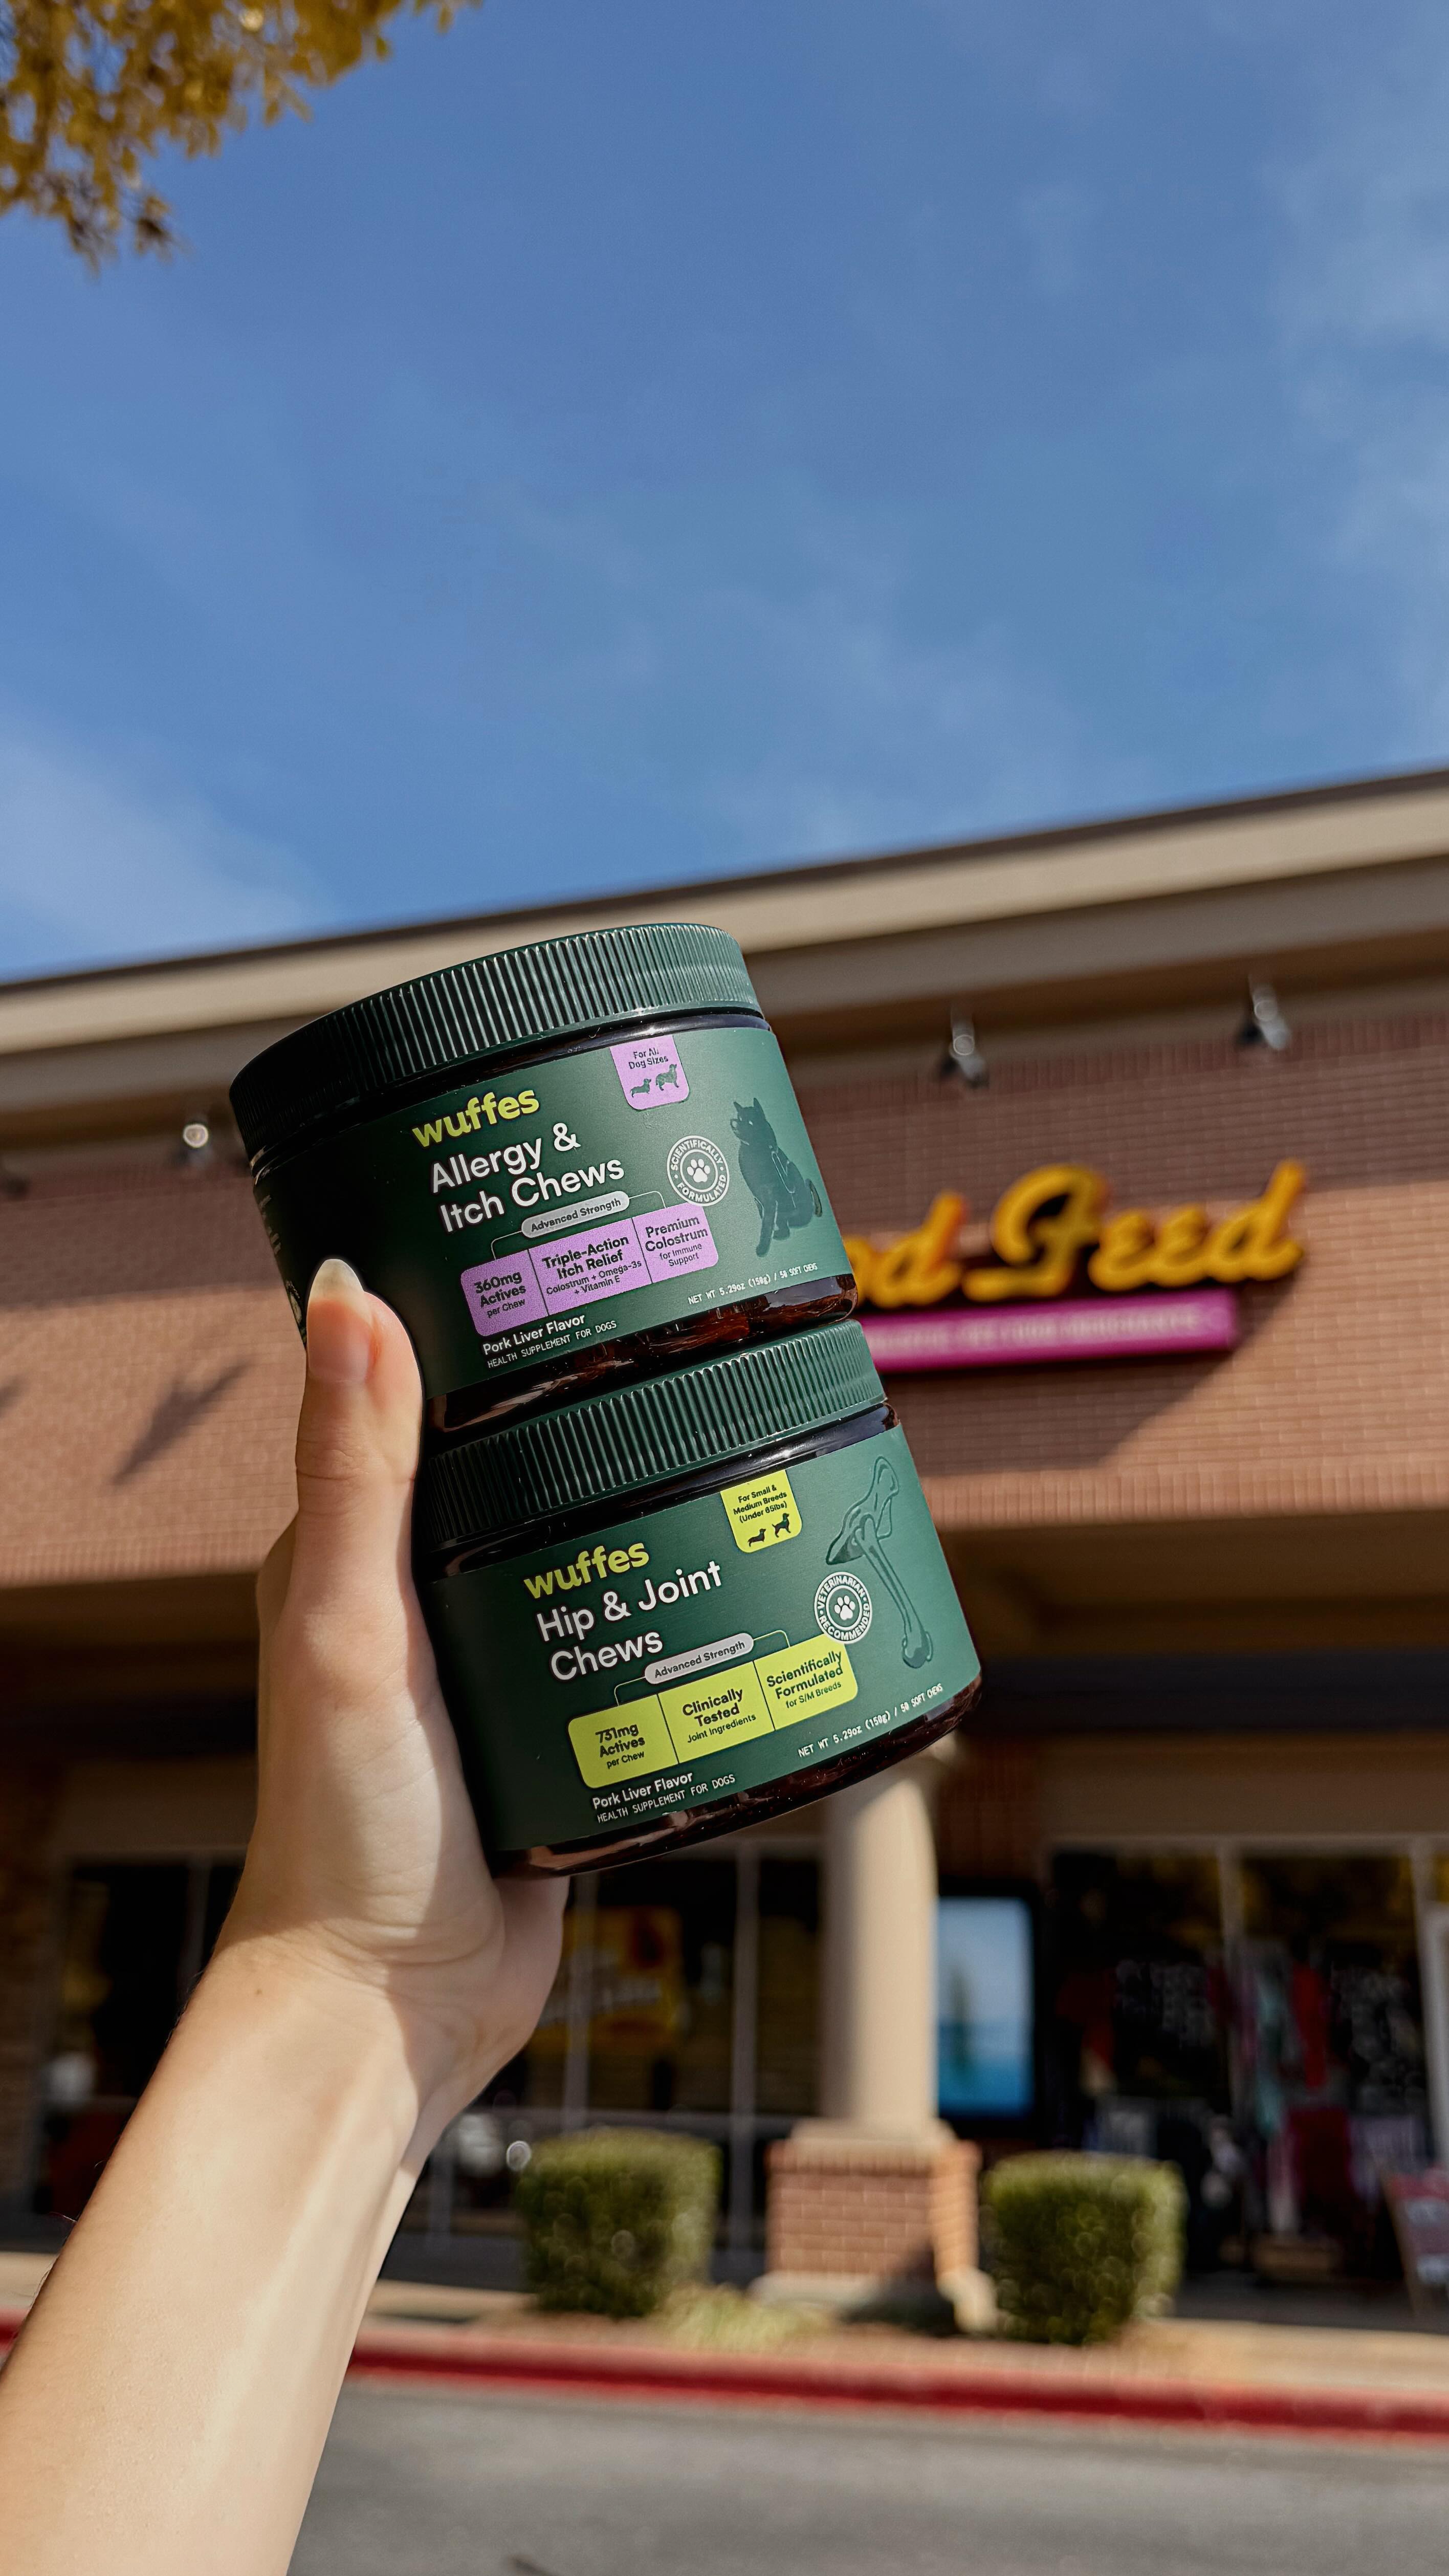 For All
Dog Sizes
wuffes
Allergy &
Itch Chews
SCIENTIFICALLY
FORMULATED
Advanced Strength
360mg
Actives
per Chew
Triple-Action
Itch Relief
Colostrum + Omega-3s
+ Vitamin E
Premium
Colostrum
for Immune
Support
Pork Liver Flavor
HEALTH SUPPLEMENT FOR DOGS
NET WT 5.29oz (150g) / 50 SOFT CHEWS
For Small &
Medium Breeds
(Under 85lbs)
wuffes
Hip & Joint
Chews
VETERINARIAN
RECOMMENDED
Advanced Strength
731mg
Actives
per Chew
Clinically
Tested
Joint Ingredients
Scientifically
Formulated
for S/M Breeds
Pork Liver Flavor
HEALTH SUPPLEMENT FOR DOGS
NET WT 5.29oz (150g) / 50 SOFT CHEWS
Feed